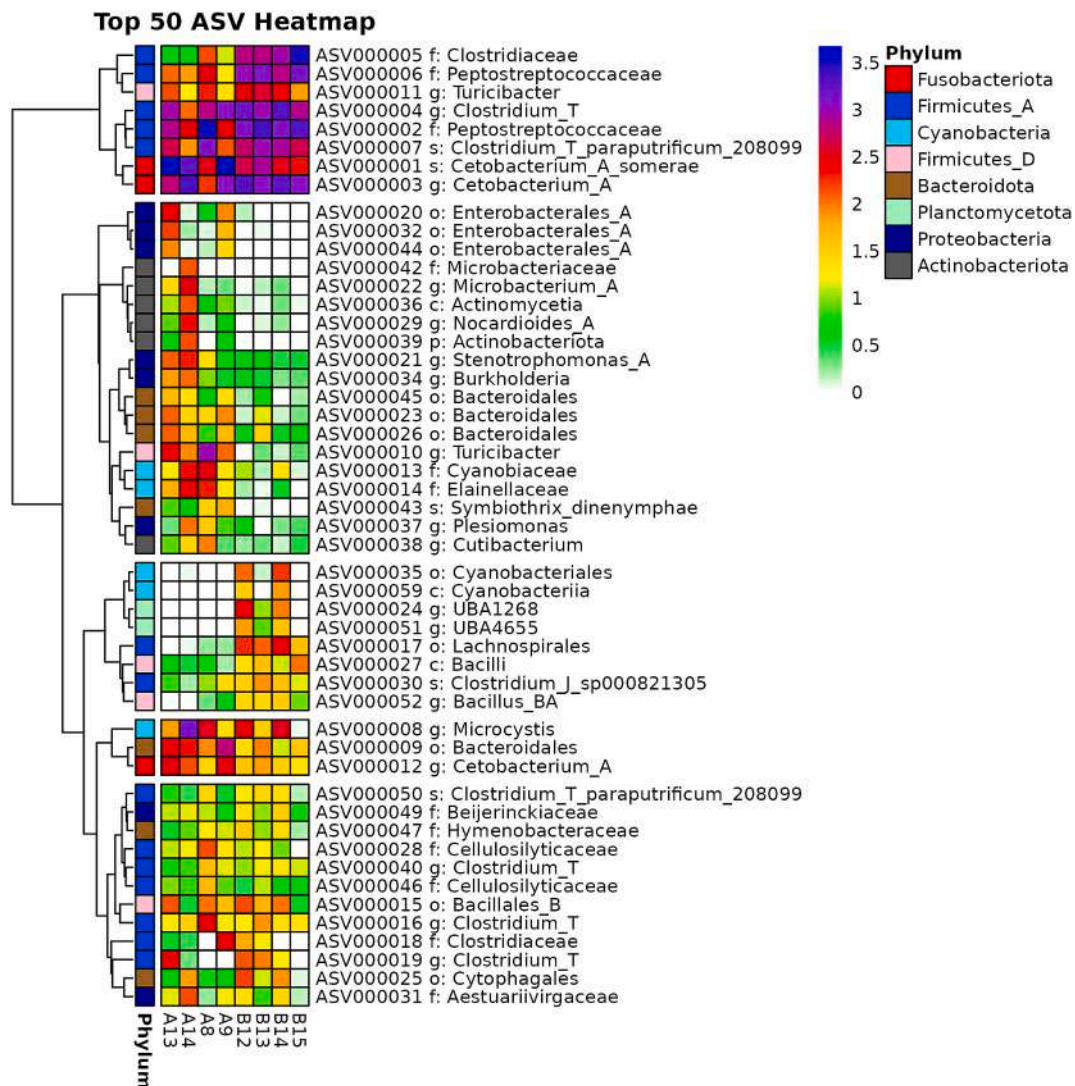 Top 50 ASV Heatmap
ASV000005 f: Clostridiaceae
ASV000006 f: Peptostreptococcaceae
ASV000011 g: Turicibacter
ASV000004 g: Clostridium_T
ASV000002 f: Peptostreptococcaceae
ASV000007 s: Clostridium_T_paraputrificum_208099
ASV000001 s: Cetobacterium_A_somerae
ASV000003 g: Cetobacterium_A
ASV000020 o: Enterobacterales_A
ASV000032 o: Enterobacterales_A
ASV000044 o: Enterobacterales_A
ASV000042 f: Microbacteriaceae
ASV000022 g: Microbacterium_A
ASV000036 c: Actinomycetia
ASV000029 g: Nocardioides_A
ASV000039 p: Actinobacteriota
ASV000021 g: Stenotrophomonas_A
ASV000034 g: Burkholderia
ASV000045 o: Bacteroidales
ASV000023 o: Bacteroidales
ASV000026 o: Bacteroidales
ASV000010 g: Turicibacter
ASV000013 f: Cyanobiaceae
ASV000014 f: Elainellaceae
ASV000043 s: Symbiothrix_dinenymphae
ASV000037 g: Plesiomonas
ASV000038 g: Cutibacterium
ASV000035 o: Cyanobacteriales
ASV000059 c: Cyanobacteriia
ASV000024 g: UBA1268
ASV000051 g: UBA4655
ASV000017 o: Lachnospirales
ASV000027 c: Bacilli
ASV000030 s: Clostridium_J_sp000821305
ASV000052 g: Bacillus_BA
ASV000008 g: Microcystis
ASV000009 o: Bacteroidales
ASV000012 g: Cetobacterium_A
ASV000050 s: Clostridium_T_paraputrificum_208099
ASV000049 f: Beijerinckiaceae
ASV000047 f: Hymenobacteraceae
ASV000028 f: Cellulosilyticaceae
ASV000040 g: Clostridium_T
ASV000046 f: Cellulosilyticaceae
ASV000015 o: Bacillales_B
ASV000016 g: Clostridium_T
ASV000018 f: Clostridiaceae
ASV000019 g: Clostridium_T
ASV000025 o: Cytophagales
ASV000031 f: Aestuariivirgaceae
Phylum
A13
A14
A8
A9
B12
B13
B14
B15
3.5
3
2.5
2
1.5
1
0.5
0
Phylum
Fusobacteriota
Firmicutes_A
Cyanobacteria
Firmicutes_D
Bacteroidota
Planctomycetota
Proteobacteria
Actinobacteriota